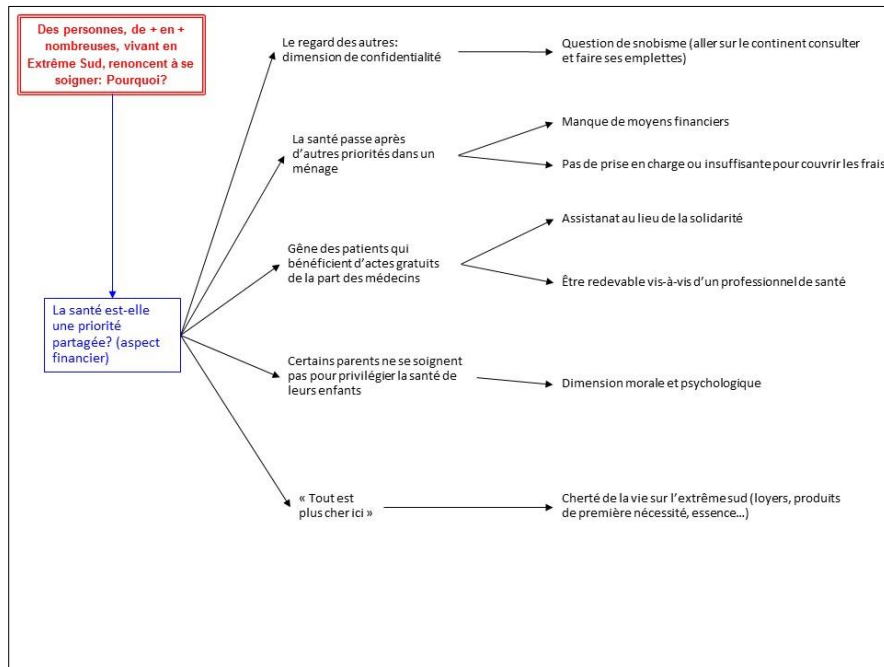 Des personnes, de + en +
nombreuses, vivant en
Extrême Sud, renoncent à se
soigner: Pourquoi?
Le regard des autres:
dimension de confidentialité
Question de snobisme (aller sur le continent consulter
et faire ses emplettes)
La santé passe après
d'autres priorités dans un
ménage
Manque de moyens financiers
Pas de prise en charge ou insuffisante pour couvrir les frais
Gêne des patients qui
bénéficient d'actes gratuits
de la part des médecins
Assistanat au lieu de la solidarité
Être redevable vis-à-vis d'un professionnel de santé
La santé est-elle
une priorité
partagée? (aspect
financier)
Certains parents ne se soignent
pas pour privilégier la santé de
leurs enfants
Dimension morale et psychologique
« Tout est
plus cher ici »
Cherté de la vie sur l'extrême sud (loyers, produits
de première nécessité, essence...)